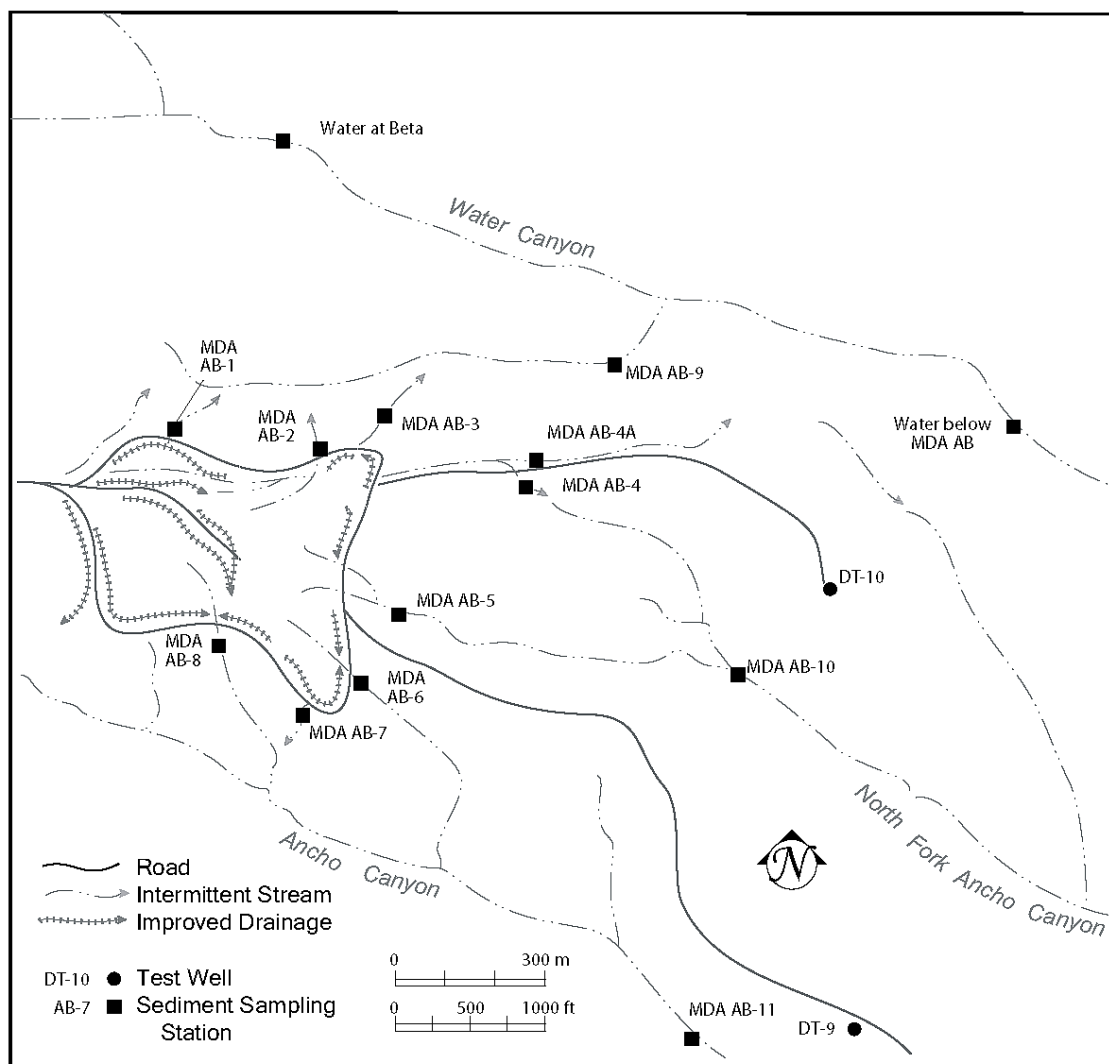 Water at Beta
Water Canyon
MDA
AB-1
MDA AB-9
MDA
AB-2
MDA AB-3
Water below
MDA AB
MDA AB-4A
MDA AB-4
DT-10
MDA AB-5
MDA
AB-8
MDA AB-10
MDA
AB-6
MDA AB-7
North Fork Ancho Canyon
Ancho Canyon
N
Road
Intermittent Stream
Improved Drainage
DT-10 Test Well
AB-7 Sediment Sampling
Station
0 300 m
0 500 1000 ft
MDA AB-11
DT-9